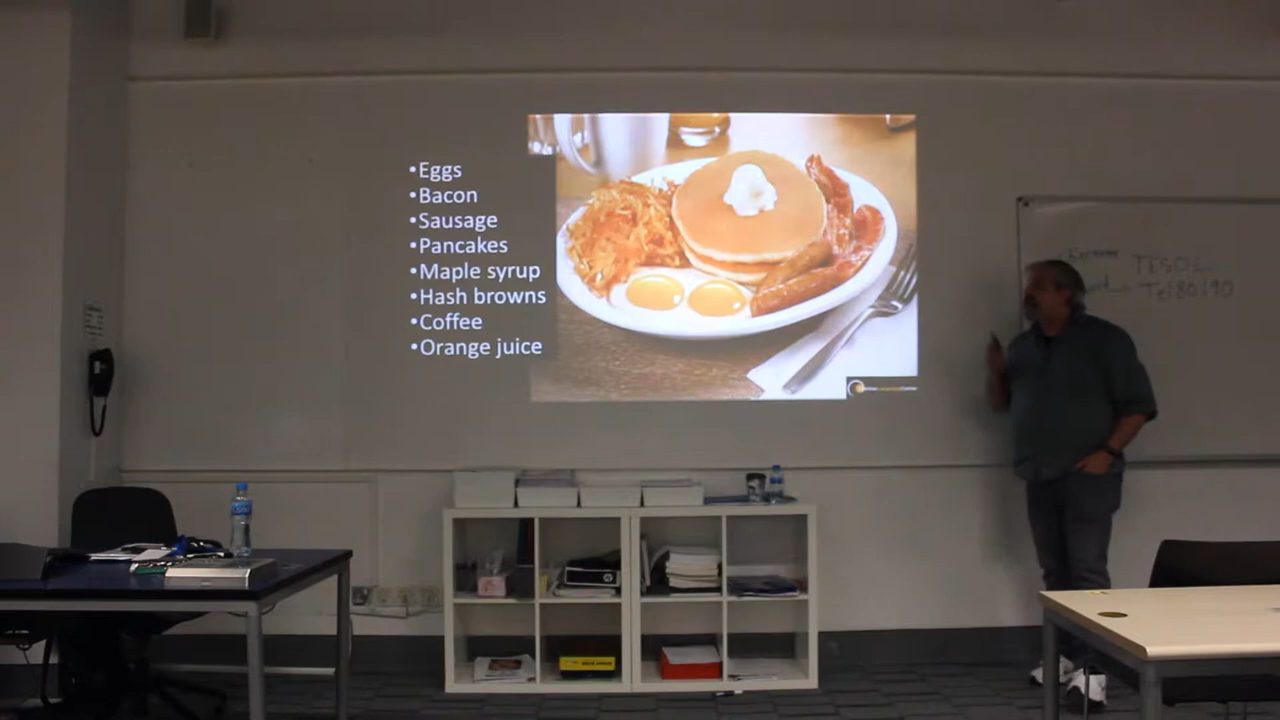 •Eggs
•Bacon
•Sausage
•Pancakes
•Maple syrup
•Hash browns
•Coffee
•Orange juice
TESOL